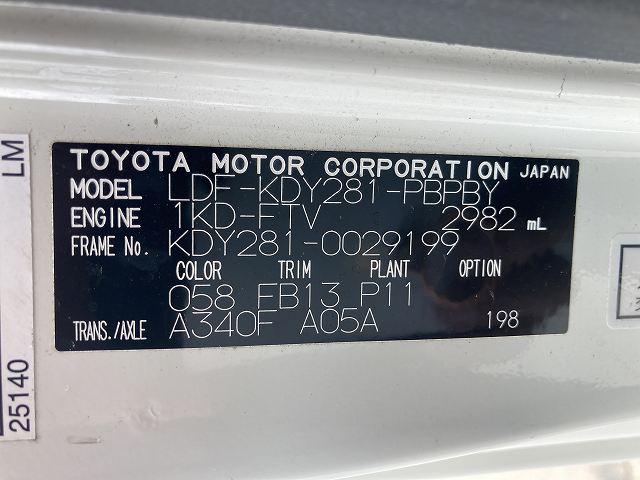 TOYOTA MOTOR CORPORATION JAPAN
MODEL LDF-KDY281-PBPBY
ENGINE 1KD-FTV 2982 mL
FRAME No. KDY281-0029199
COLOR TRIM PLANT OPTION
058 FB13 P11
TRANS./AXLE A340F A05A 198
LM
25140